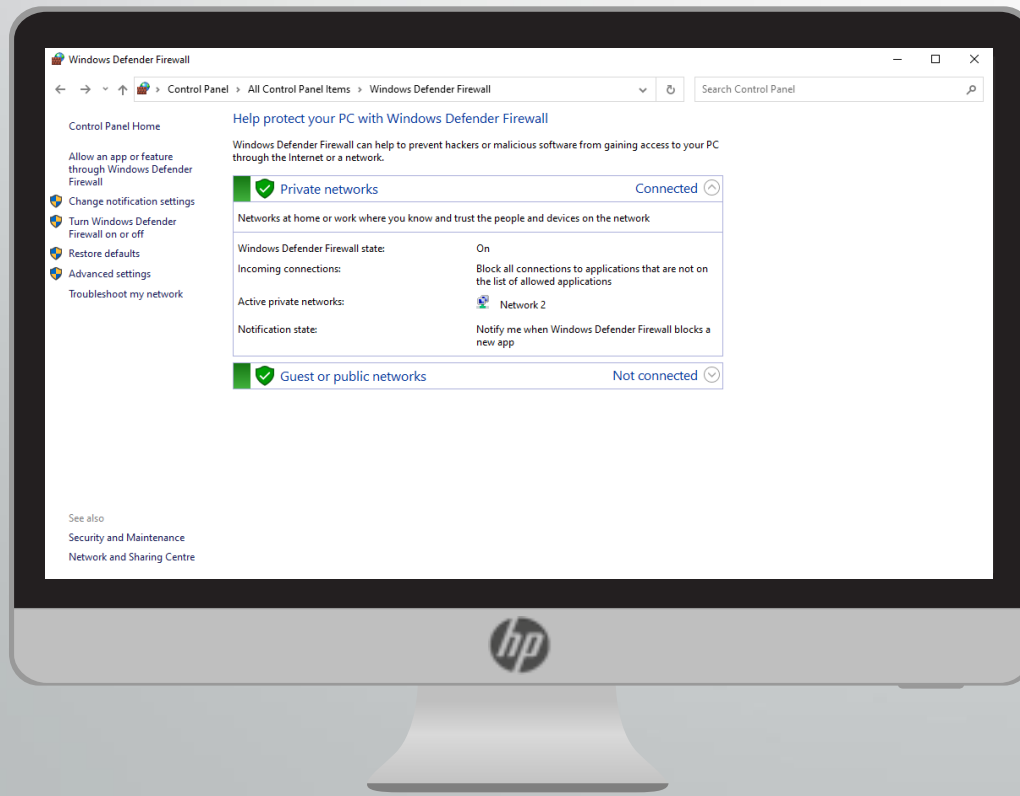 Windows Defender Firewall
Control Panel › All Control Panel Items › Windows Defender Firewall
Search Control Panel
Control Panel Home
Allow an app or feature
through Windows Defender
Firewall
Change notification settings
Turn Windows Defender
Firewall on or off
Restore defaults
Advanced settings
Troubleshoot my network
See also
Security and Maintenance
Network and Sharing Centre
Help protect your PC with Windows Defender Firewall
Windows Defender Firewall can help to prevent hackers or malicious software from gaining access to your PC
through the Internet or a network.
Private networks Connected
Networks at home or work where you know and trust the people and devices on the network
Windows Defender Firewall state: On
Incoming connections: Block all connections to applications that are not on
the list of allowed applications
Active private networks: Network 2
Notification state: Notify me when Windows Defender Firewall blocks a
new app
Guest or public networks Not connected
hp